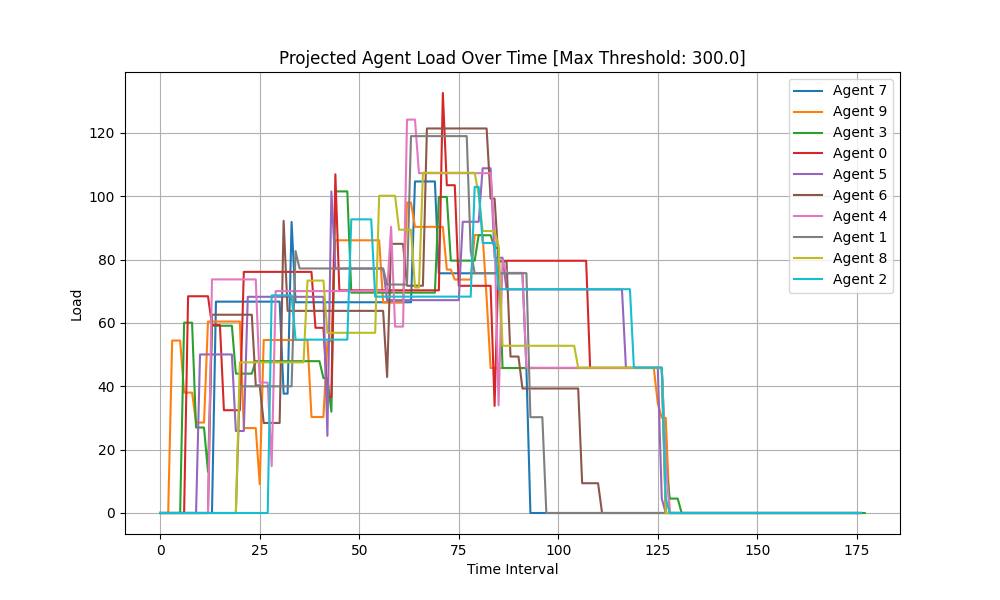 Projected Agent Load Over Time [Max Threshold: 300.0]
Load
120
100
80
60
40
20
0
0 25 50 75 100 125 150 175
Time Interval
Agent 7
Agent 9
Agent 3
Agent 0
Agent 5
Agent 6
Agent 4
Agent 1
Agent 8
Agent 2